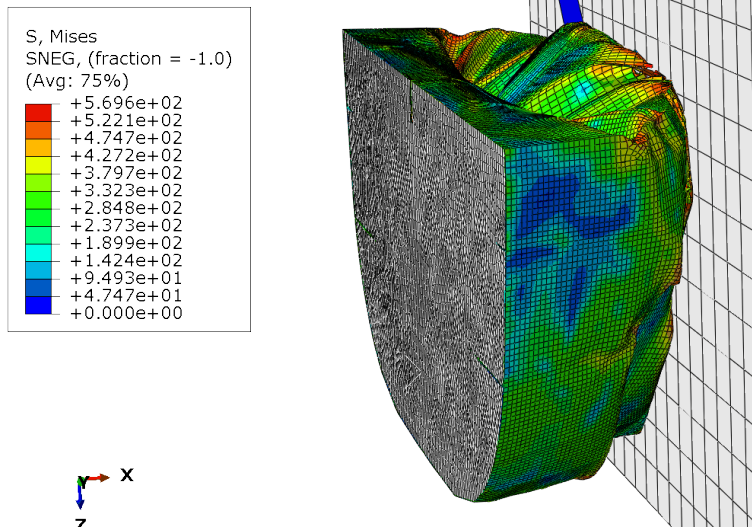 S, Mises
SNEG, (fraction = -1.0)
(Avg: 75%)
+5.696e+02
+5.221e+02
+4.747e+02
+4.272e+02
+3.797e+02
+3.323e+02
+2.848e+02
+2.373e+02
+1.899e+02
+1.424e+02
+9.493e+01
+4.747e+01
+0.000e+00
Y
X
Z